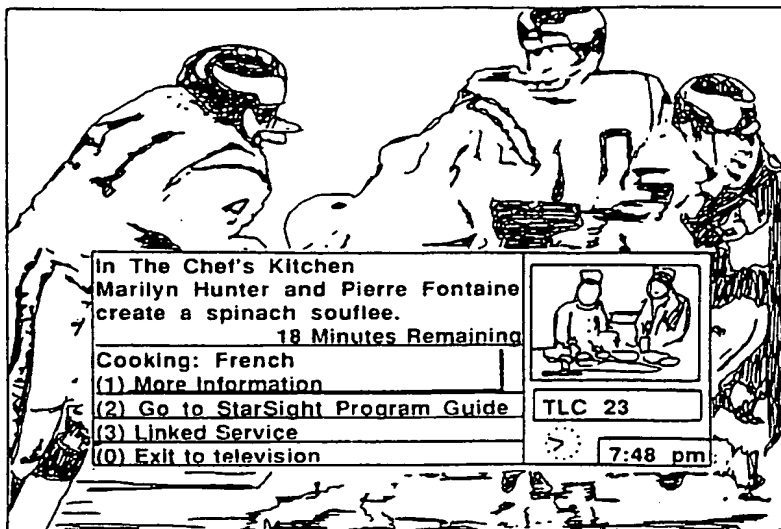 In The Chef's Kitchen
Marilyn Hunter and Pierre Fontaine
create a spinach souflee.
18 Minutes Remaining
Cooking: French
(1) More Information
(2) Go to StarSight Program Guide
(3) Linked Service
(0) Exit to television
TLC 23
7:48 pm